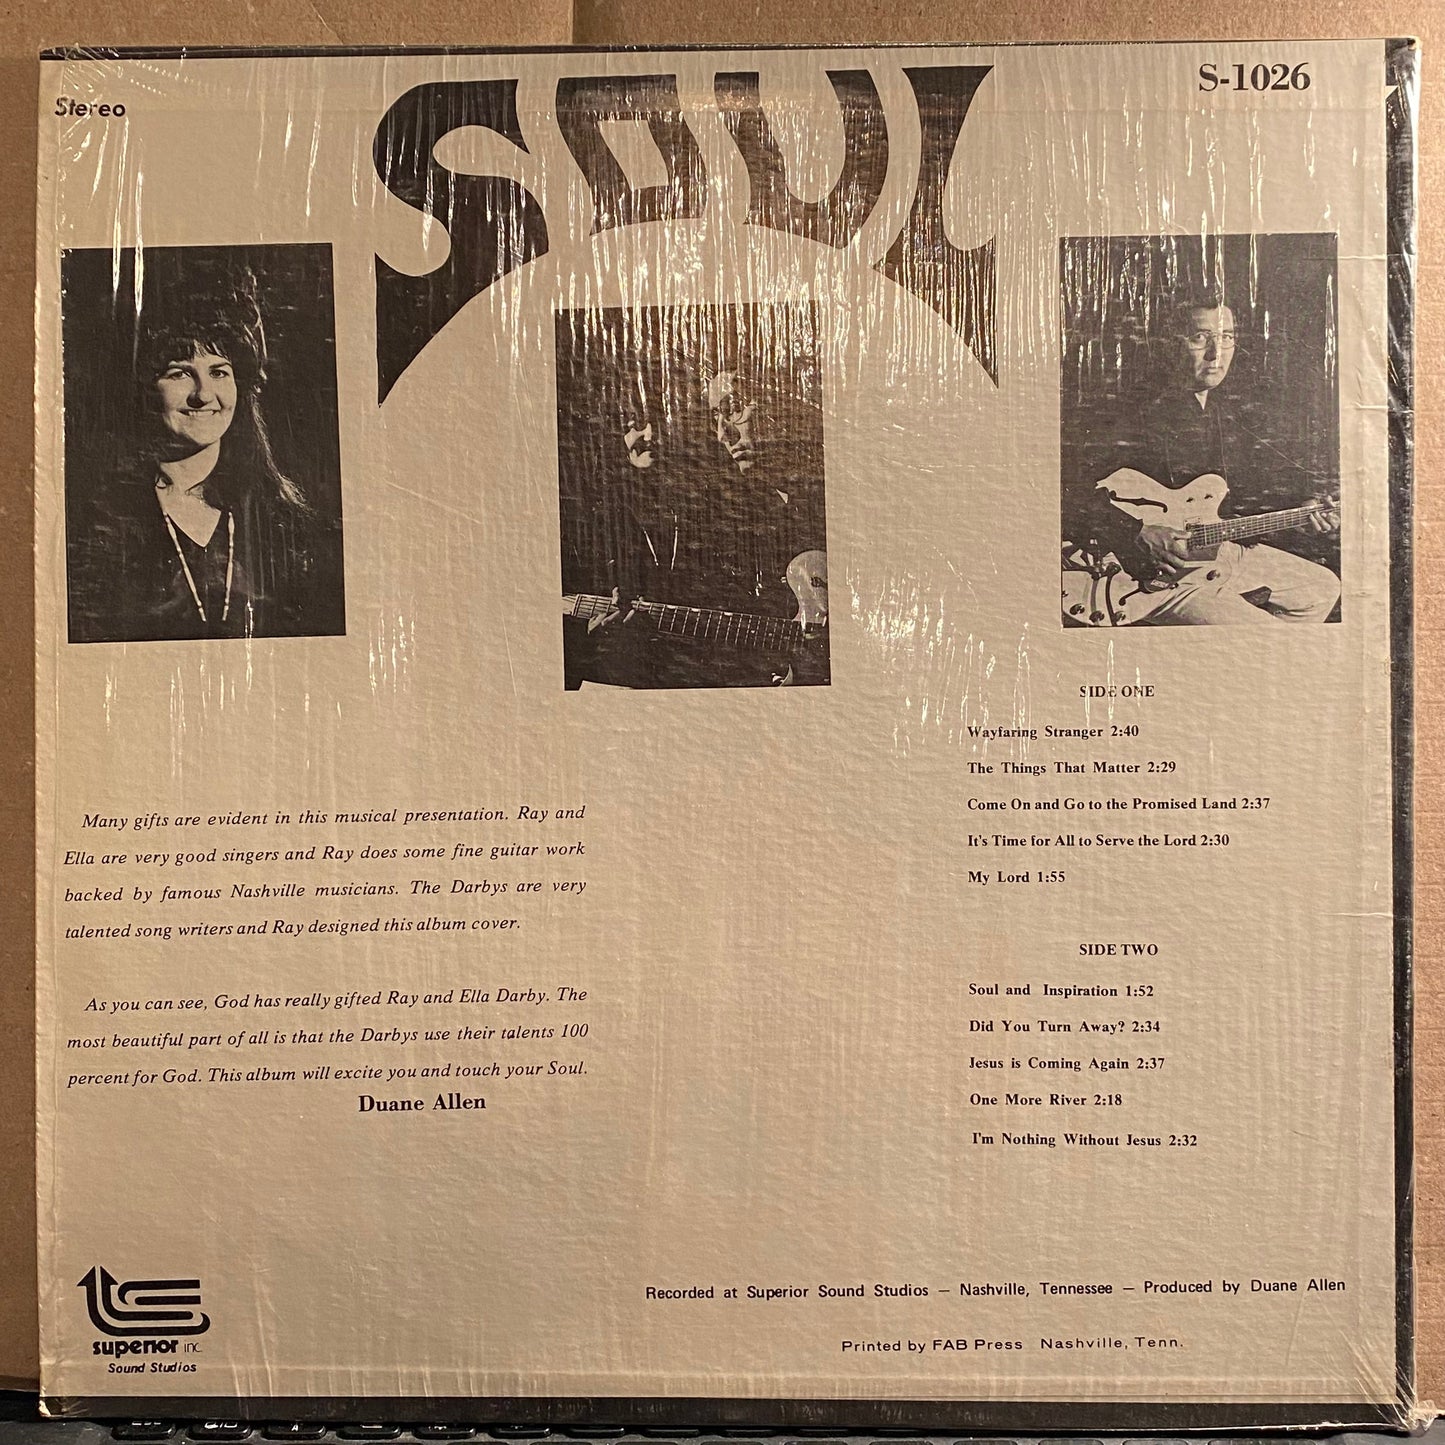 Stereo
SOUL
S-1026
Many gifts are evident in this musical presentation. Ray and
Ella are very good singers and Ray does some fine guitar work
backed by famous Nashville musicians. The Darbys are very
talented song writers and Ray designed this album cover.
As you can see, God has really gifted Ray and Ella Darby. The
most beautiful part of all is that the Darbys use their talents 100
percent for God. This album will excite you and touch your Soul.
Duane Allen
SIDE ONE
Wayfaring Stranger 2:40
The Things That Matter 2:29
Come On and Go to the Promised Land 2:37
It's Time for All to Serve the Lord 2:30
My Lord 1:55
SIDE TWO
Soul and Inspiration 1:52
Did You Turn Away? 2:34
Jesus is Coming Again 2:37
One More River 2:18
I'm Nothing Without Jesus 2:32
superior inc.
Sound Studios
Recorded at Superior Sound Studios — Nashville, Tennessee — Produced by Duane Allen
Printed by FAB Press Nashville, Tenn.